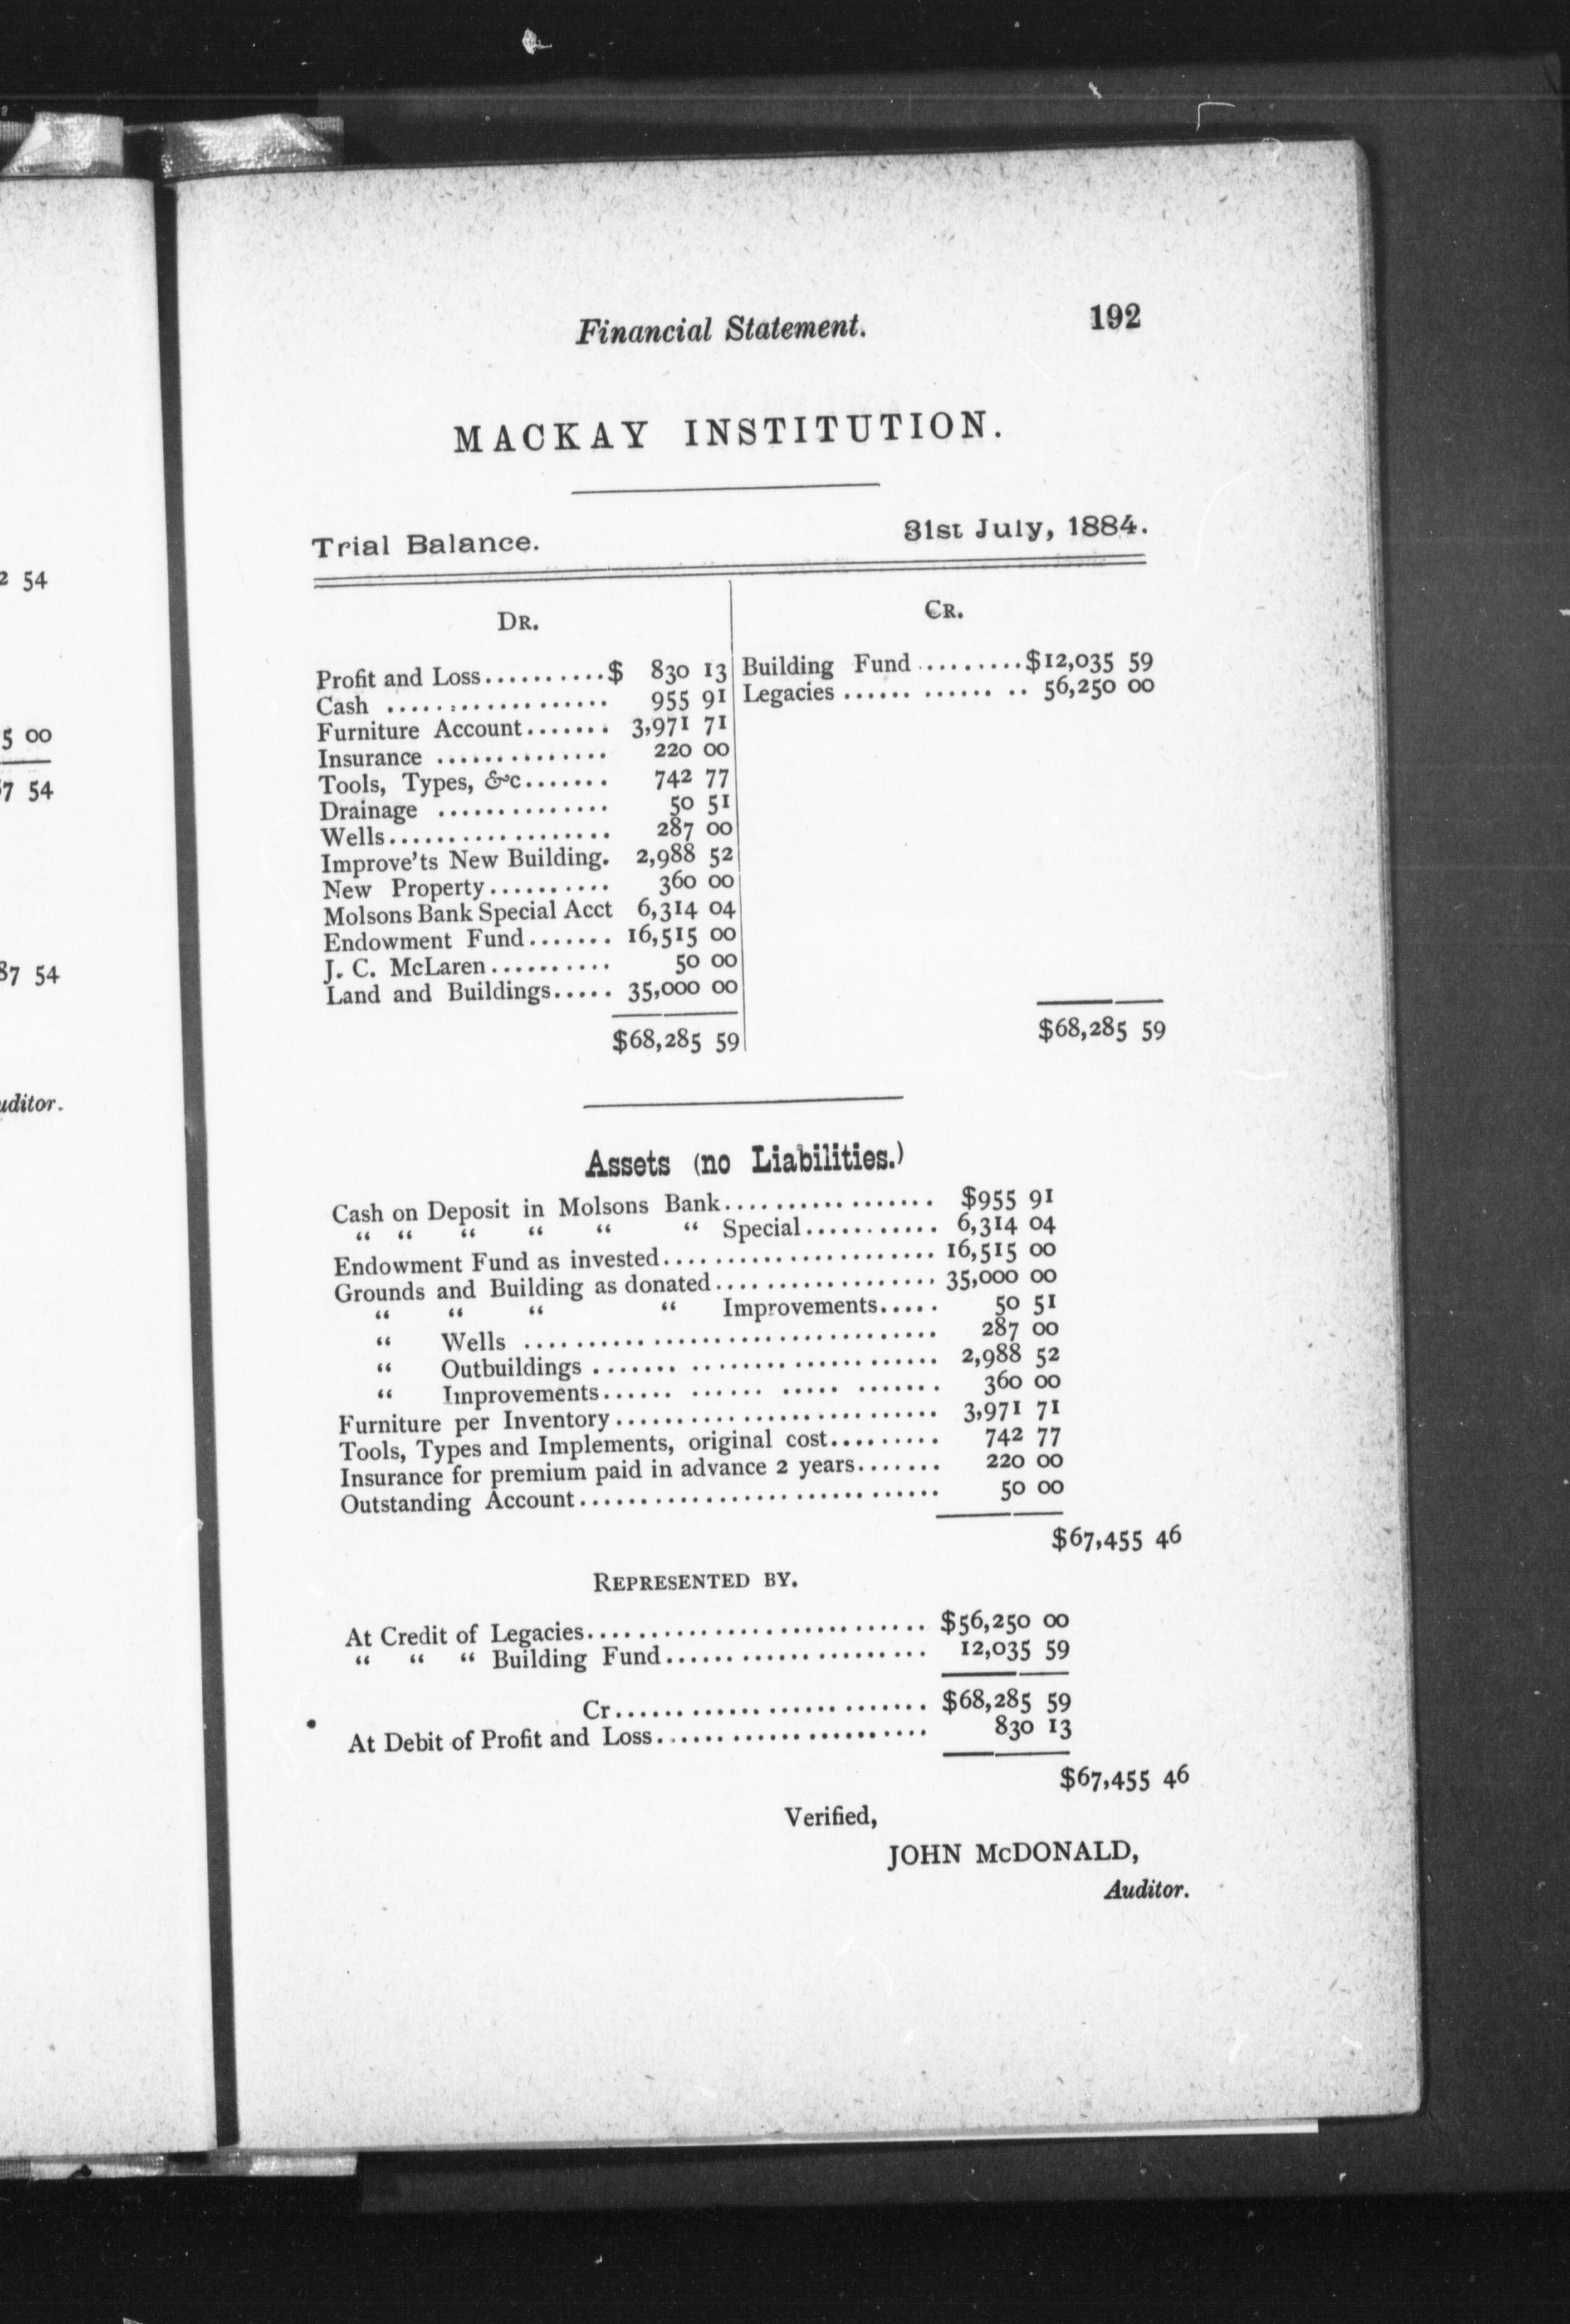 2 54
5 00
7 54
87 54
uditor.
Financial Statement. 192
MACKAY INSTITUTION.
Trial Balance. 31st July, 1884.
DR. CR.
Profit and Loss..........$ 830 13 Building Fund.........$12,035 59
Cash .................. 955 91 Legacies ...... ...... .. 56,250 00
Furniture Account....... 3,971 71
Insurance .............. 220 00
Tools, Types, &c....... 742 77
Drainage .............. 50 51
Wells.................. 287 00
Improve'ts New Building. 2,988 52
New Property.......... 360 00
Molsons Bank Special Acct 6,314 04
Endowment Fund....... 16,515 00
J. C. McLaren.......... 50 00
Land and Buildings..... 35,000 00
$68,285 59 $68,285 59
Assets (no Liabilities.)
Cash on Deposit in Molsons Bank.................. $955 91
“ “ “ “ “ “ Special........... 6,314 04
Endowment Fund as invested....................... 16,515 00
Grounds and Building as donated................... 35,000 00
“ “ “ “ Improvements..... 50 51
“ Wells .................................. 287 00
“ Outbuildings ....... ..................... 2,988 52
“ Improvements...... ...... ..... ....... 360 00
Furniture per Inventory........................... 3,971 71
Tools, Types and Implements, original cost......... 742 77
Insurance for premium paid in advance 2 years....... 220 00
Outstanding Account.............................. 50 00
$67,455 46
REPRESENTED BY.
At Credit of Legacies............................ $56,250 00
“ “ “ Building Fund...................... 12,035 59
Cr.......................... $68,285 59
At Debit of Profit and Loss....................... 830 13
$67,455 46
Verified,
JOHN McDONALD,
Auditor.